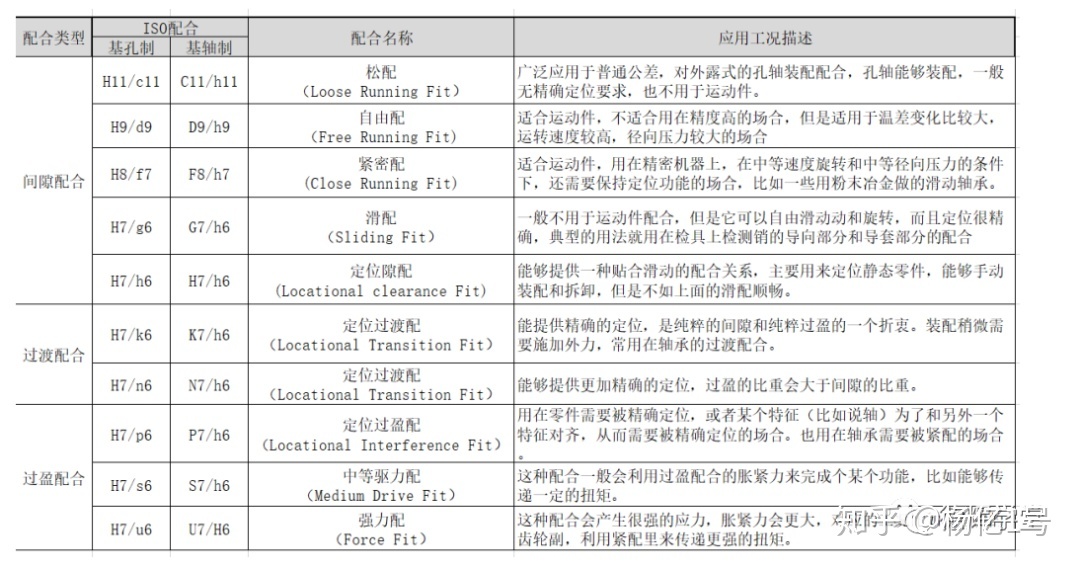 配合类型 ISO配合 配合名称 应用工况描述
基孔制 基轴制
间隙配合
H11/c11 C11/h11 松配
(Loose Running Fit)
广泛应用于普通公差，对外露式的孔轴装配配合，孔轴能够装配，一般
无精确定位要求，也不用于运动件。
H9/d9 D9/h9 自由配
(Free Running Fit)
适合运动件，不适合用在精度高的场合，但是适用于温差变化比较大，
运转速度较高，径向压力较大的场合
H8/f7 F8/h7 紧密配
(Close Running Fit)
适合运动件，用在精密机器上，在中等速度旋转和中等径向压力的条件
下，还需要保持定位功能的场合，比如一些用粉末冶金做的滑动轴承。
H7/g6 G7/h6 滑配
(Sliding Fit)
一般不用于运动件配合，但是它可以自由滑动动和旋转，而且定位很精
确，典型的用法就用在检具上检测销的导向部分和导套部分的配合
H7/h6 H7/h6 定位隙配
(Locational clearance Fit)
能够提供一种贴合滑动的配合关系，主要用来定位静态零件，能够手动
装配和拆卸，但是不如上面的滑配顺畅。
过渡配合
H7/k6 K7/h6 定位过渡配
(Locational Transition Fit)
能提供精确的定位，是纯粹的间隙和纯粹过盈的一个折衷。装配稍微需
要施加外力，常用在轴承的过渡配合。
H7/n6 N7/h6 定位过渡配
(Locational Transition Fit)
能够提供更加精确的定位，过盈的比重会大于间隙的比重。
过盈配合
H7/p6 P7/h6 定位过盈配
(Locational Interference Fit)
用在零件需要被精确定位，或者某个特征（比如说轴）为了和另外一个
特征对齐，从而需要被精确定位的场合。也用在轴承需要被紧配的场合
。
H7/s6 S7/h6 中等驱力配
(Medium Drive Fit)
这种配合一般会利用过盈配合的胀紧力来完成个某个功能，比如能够传
递一定的扭矩。
H7/u6 U7/H6 强力配
(Force Fit)
这种配合会产生很强的应力，胀紧力会更大，
齿轮副，利用紧配里来传递更强的扭矩。
知乎